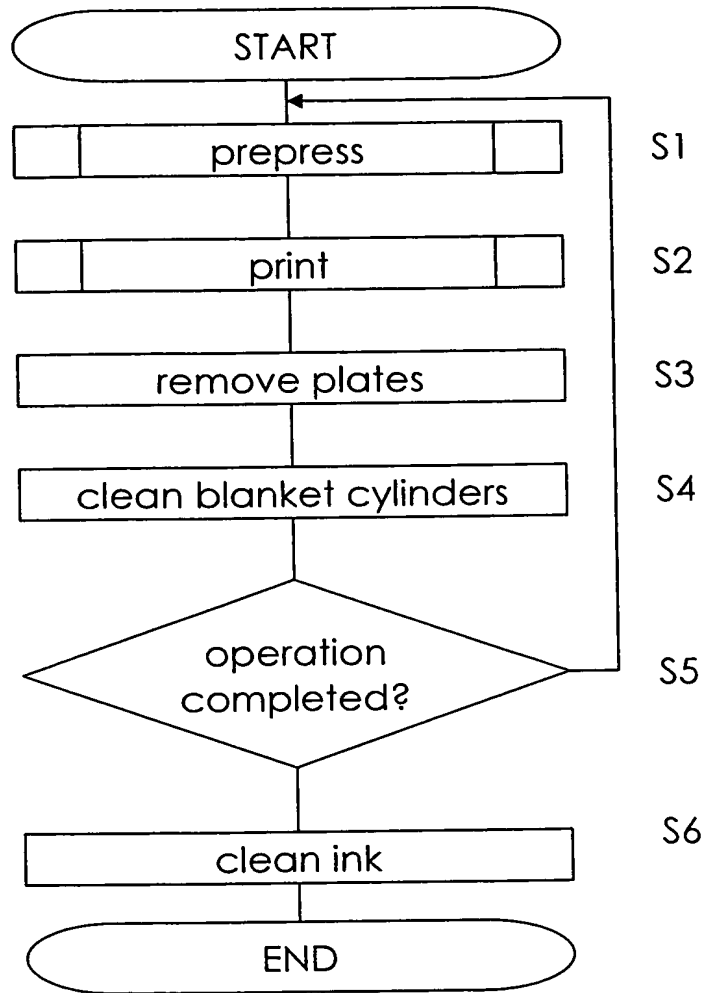 START
prepress
S1
print
S2
remove plates
S3
clean blanket cylinders
S4
operation
completed?
S5
clean ink
S6
END